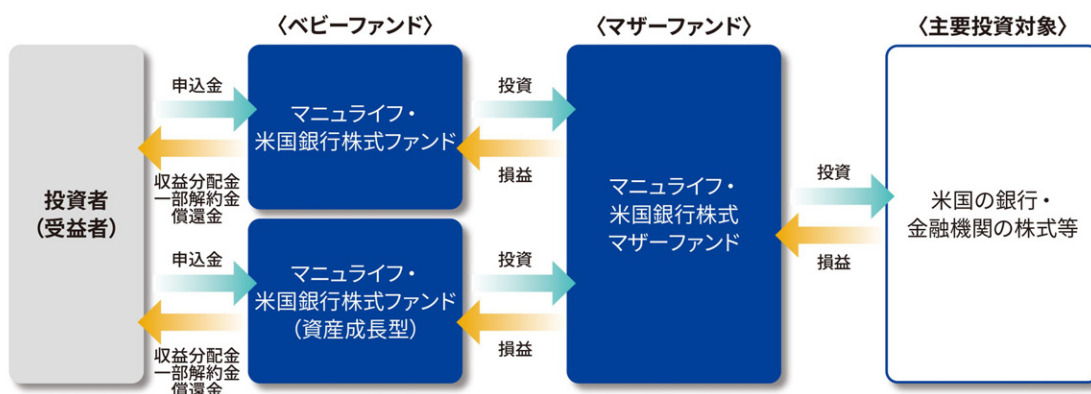 〈ベビーファンド〉
〈マザーファンド〉
〈主要投資対象〉
投資者
（受益者）
申込金
収益分配金
一部解約金
償還金
マニュライフ・
米国銀行株式ファンド
投資
損益
申込金
収益分配金
一部解約金
償還金
マニュライフ・
米国銀行株式ファンド
（資産成長型）
投資
損益
マニュライフ・
米国銀行株式
マザーファンド
投資
損益
米国の銀行・
金融機関の株式等